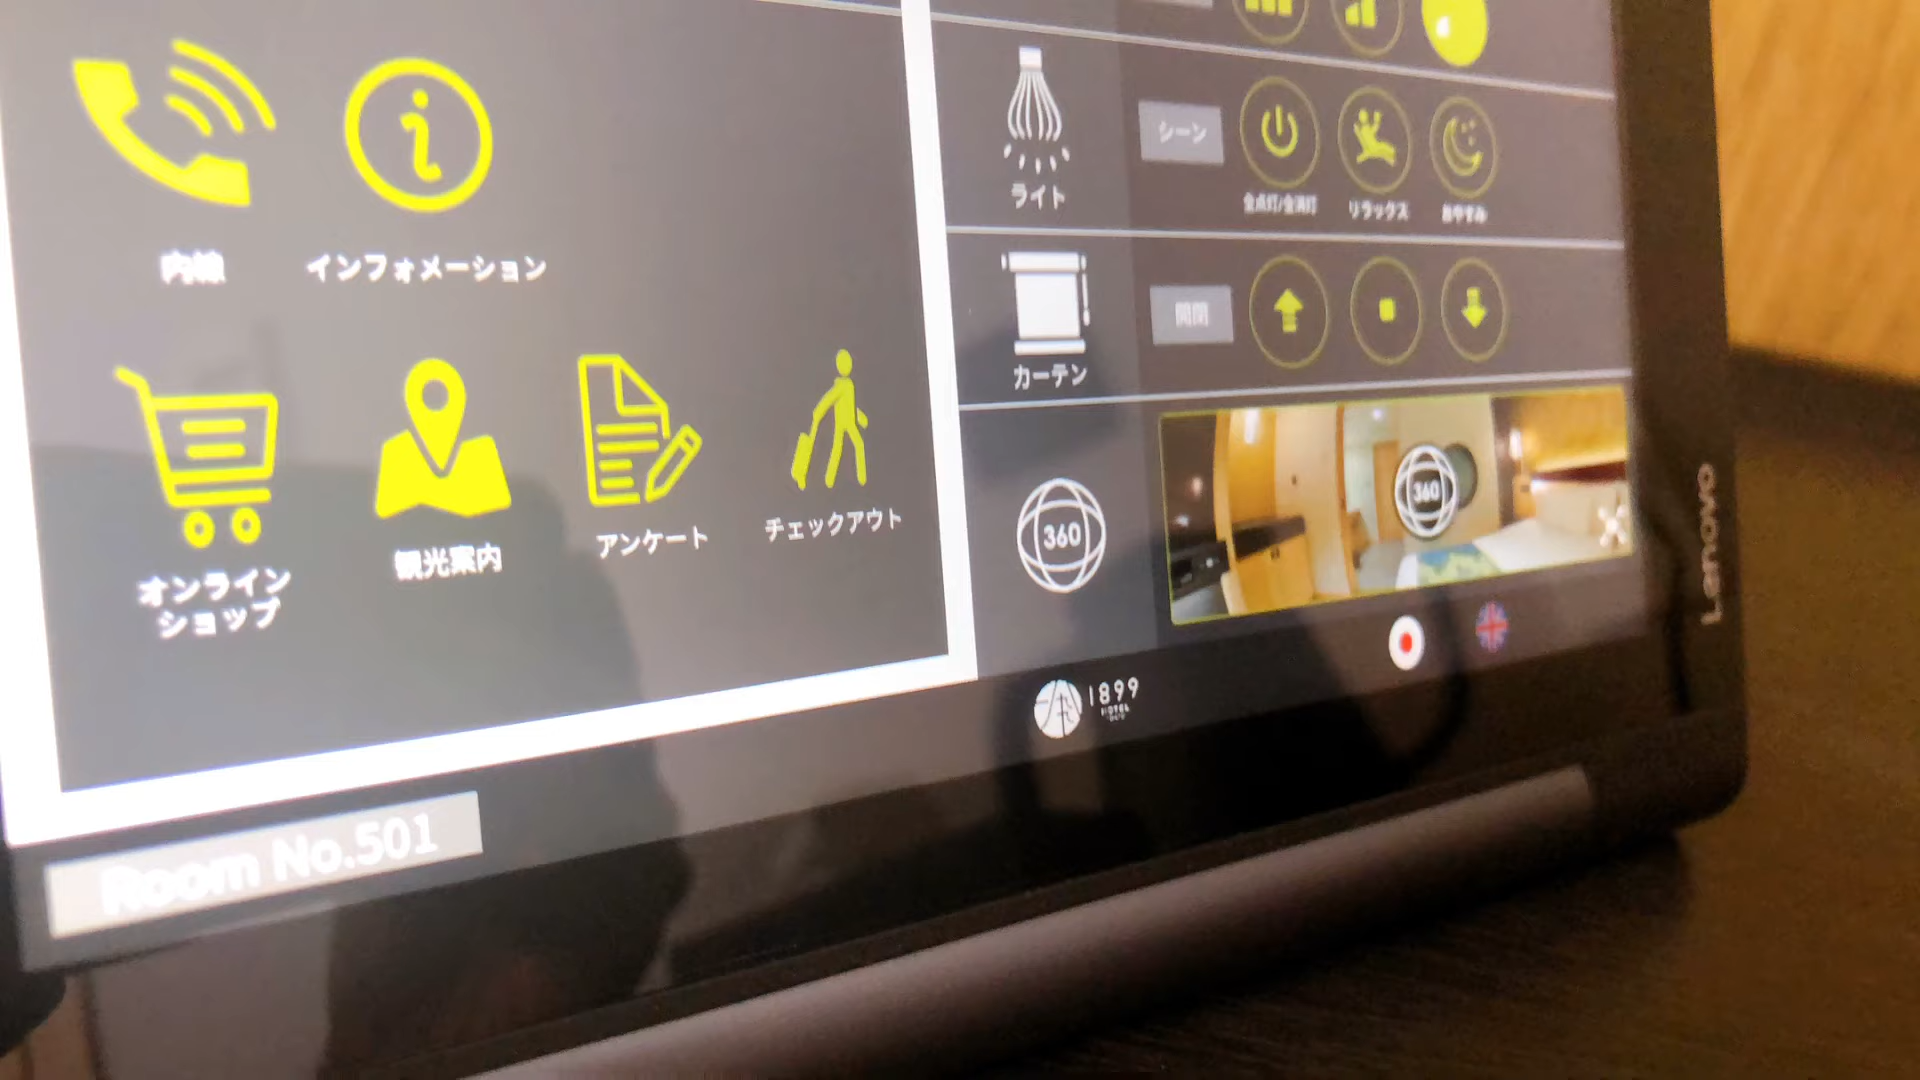 内線
インフォメーション
オンライン
ショップ
観光案内
アンケート
チェックアウト
ライト
シーン
全点灯/全消灯
リラックス
おやすみ
カーテン
開閉
360
360
1899
HOTEL
Room No.501
Lenovo